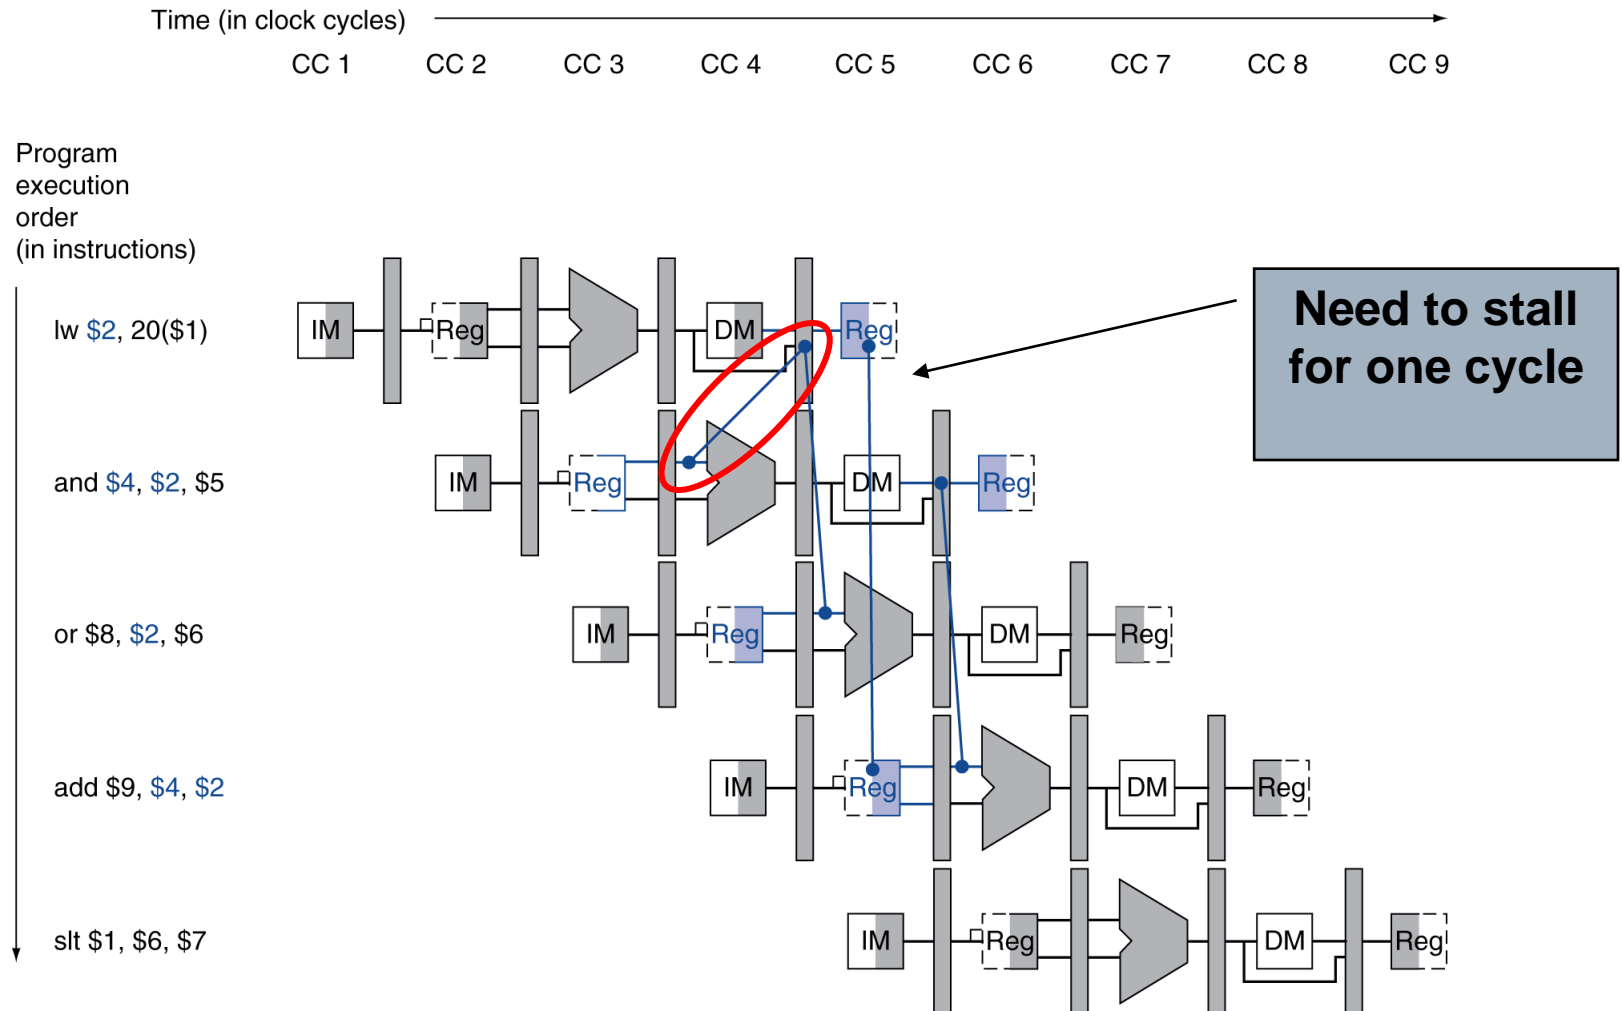 Time (in clock cycles)
CC 1 CC 2 CC 3 CC 4 CC 5 CC 6 CC 7 CC 8 CC 9
Program
execution
order
(in instructions)
Need to stall
for one cycle
lw $2, 20($1) IM Reg DM Reg
and $4, $2, $5 IM Reg DM Reg
or $8, $2, $6 IM Reg DM Reg
add $9, $4, $2 IM Reg DM Reg
slt $1, $6, $7 IM Reg DM Reg